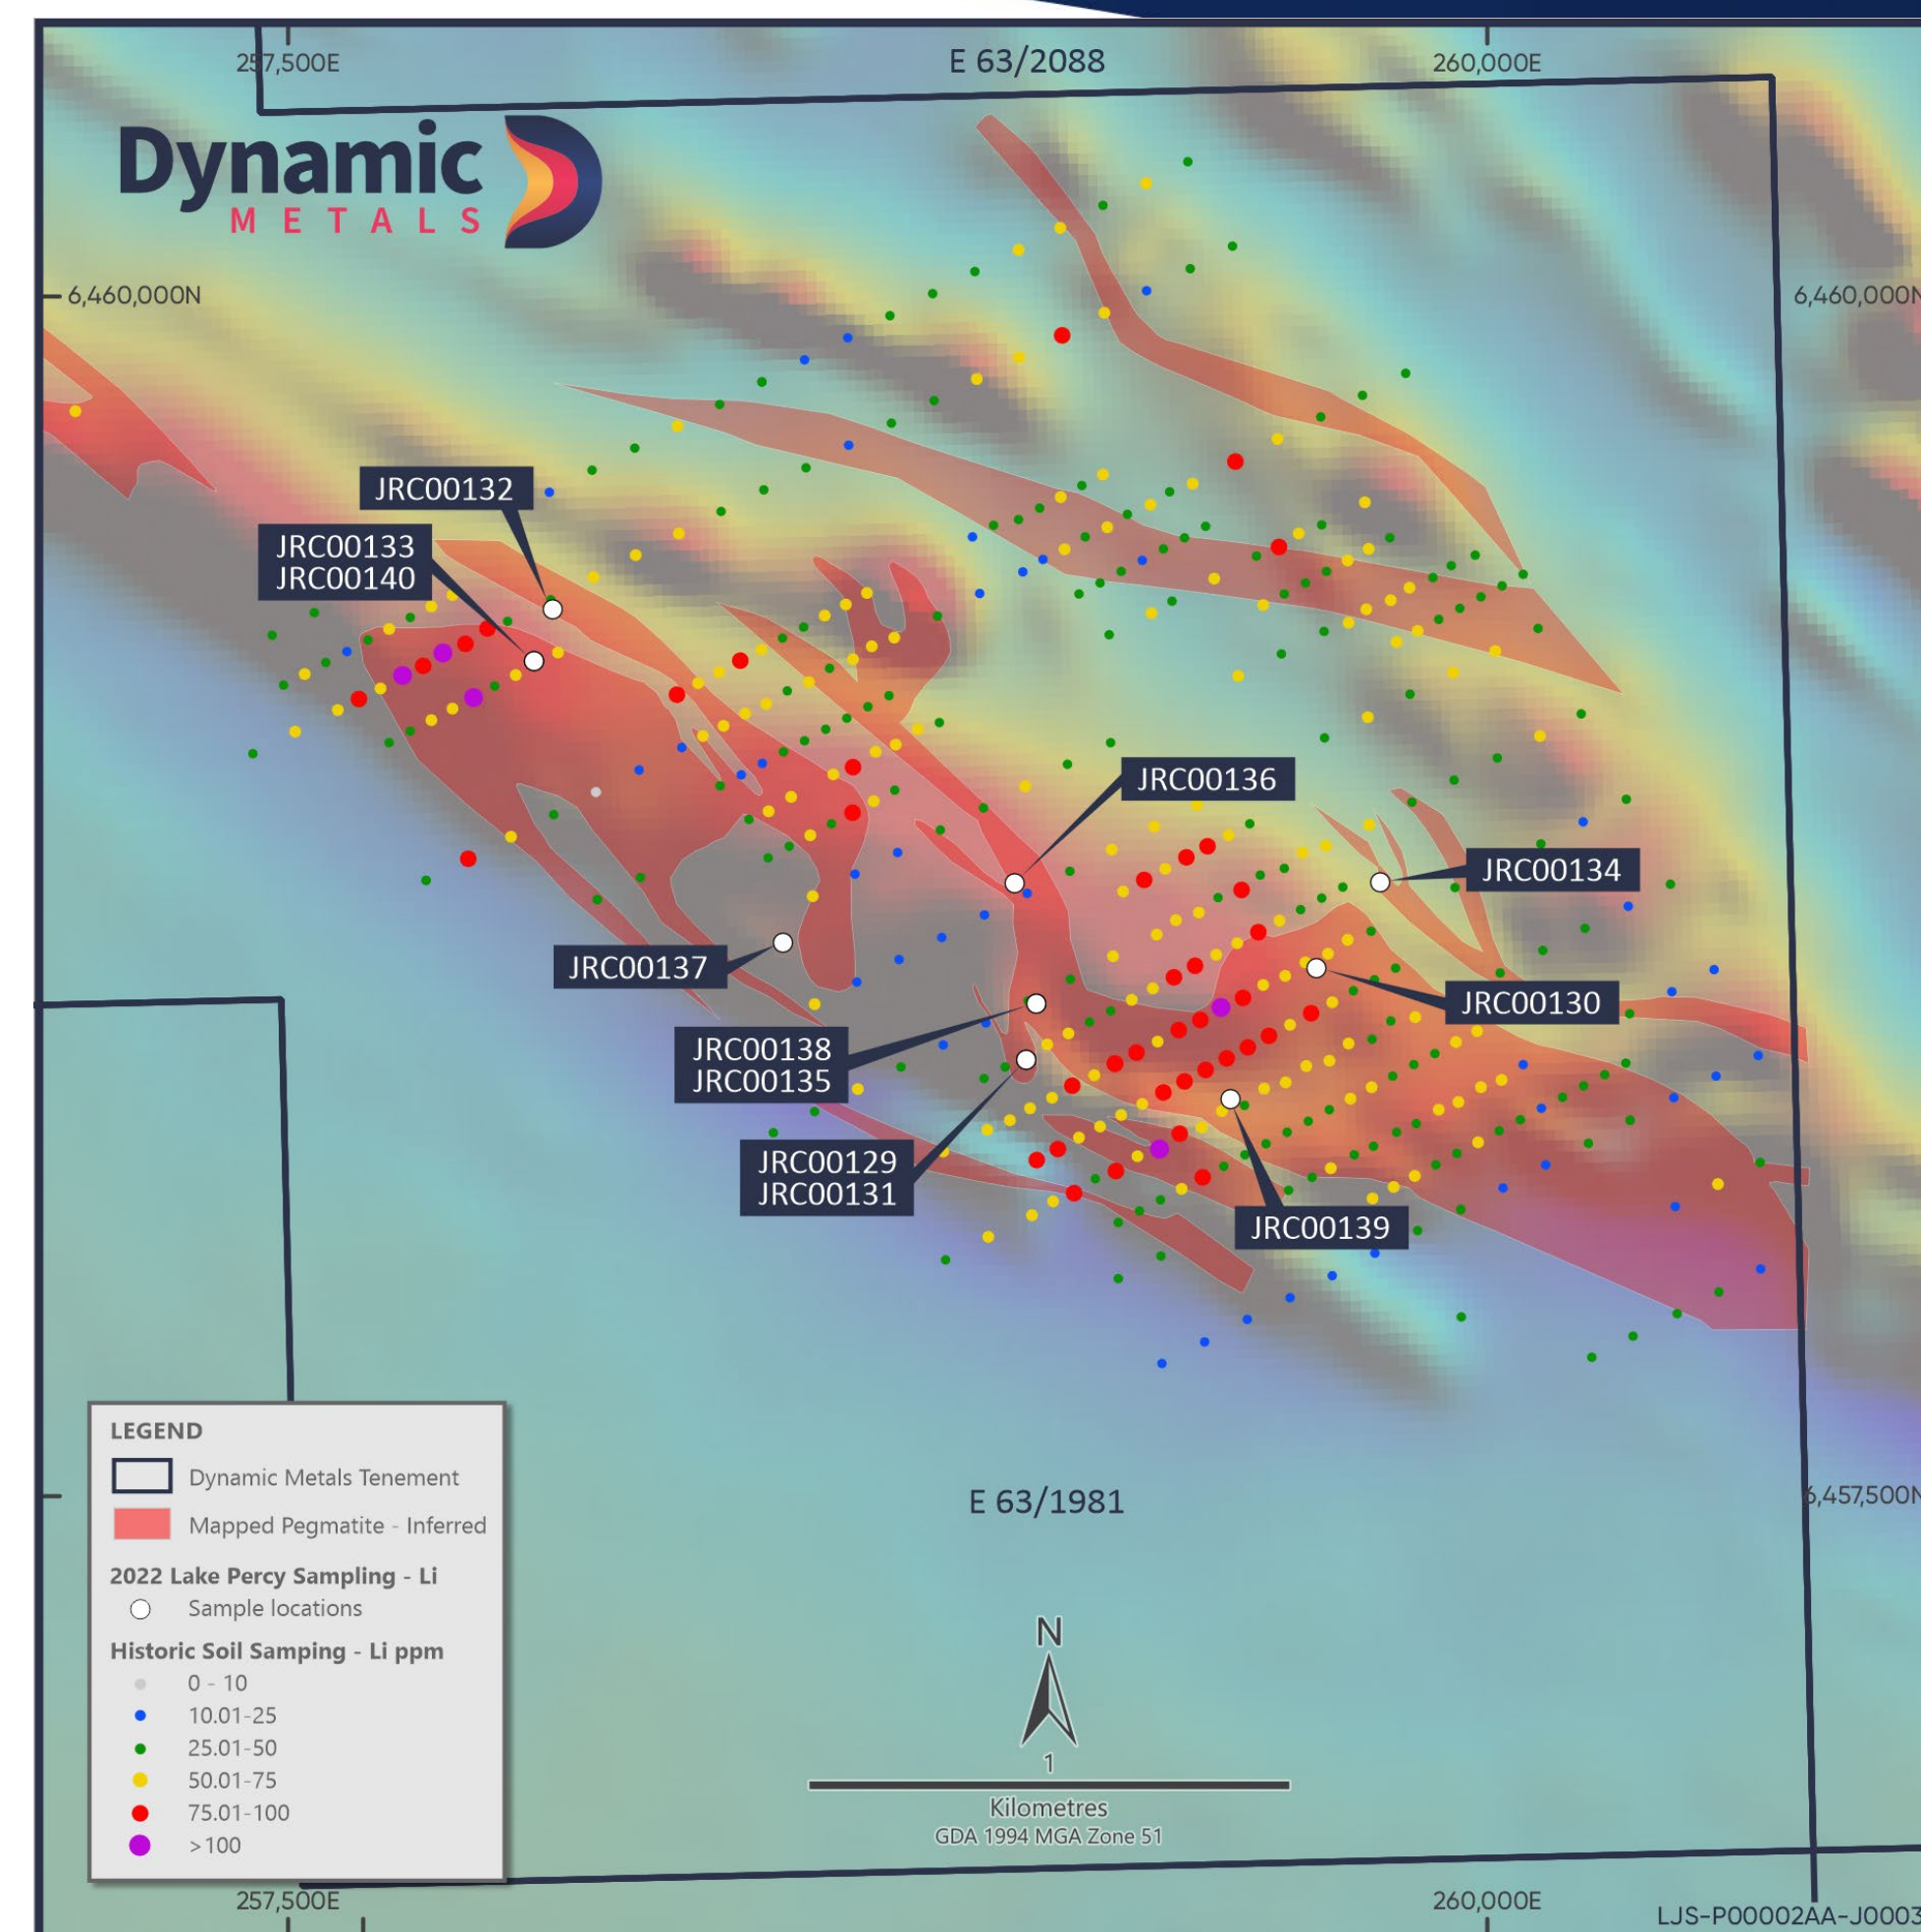 257,500E
E 63/2088
260,000E
Dynamic
METALS
6,460,000N
6,460,000N
JRC00132
JRC00133
JRC00140
JRC00136
JRC00134
JRC00137
JRC00130
JRC00138
JRC00135
JRC00129
JRC00131
JRC00139
LEGEND
Dynamic Metals Tenement
Mapped Pegmatite - Inferred
2022 Lake Percy Sampling - Li
Sample locations
Historic Soil Samping - Li ppm
0 - 10
10.01-25
25.01-50
50.01-75
75.01-100
>100
E 63/1981
6,457,500N
N
1
Kilometres
GDA 1994 MGA Zone 51
257,500E
260,000E
LJS-P00002AA-J0003